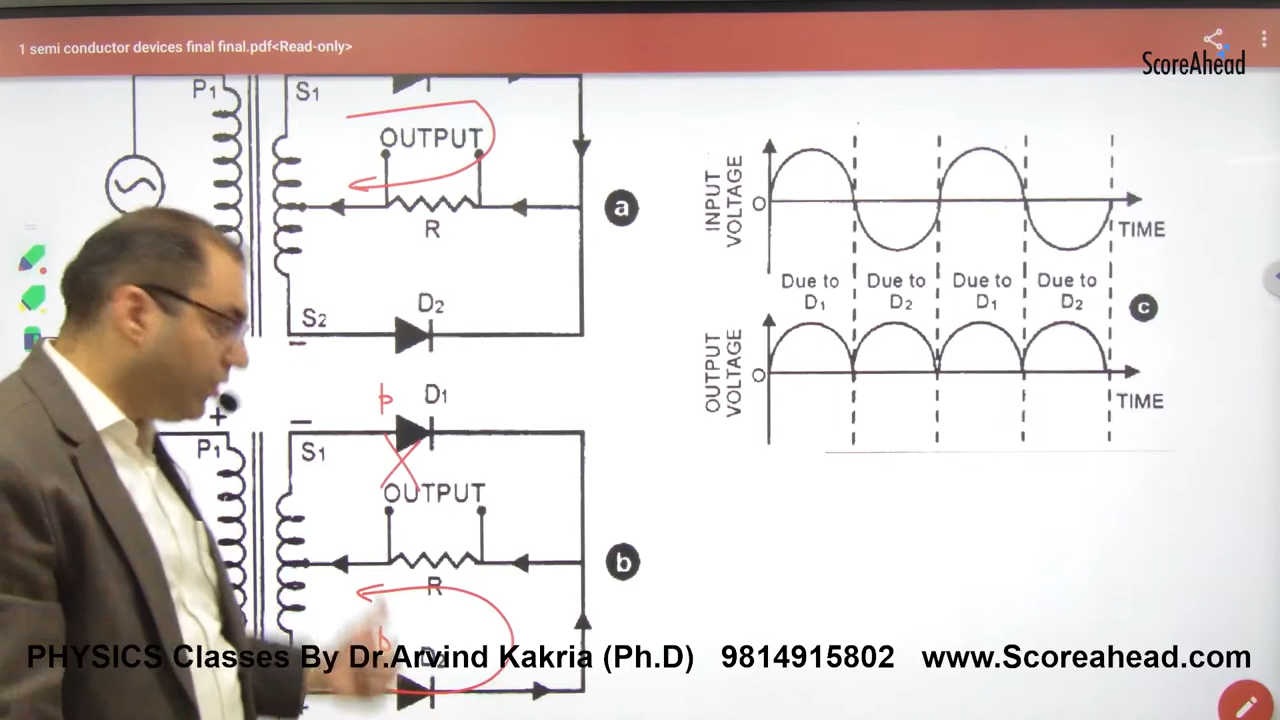 1 semi conductor devices final final.pdf<Read-only>
ScoreAhead
P1
S1
OUTPUT
R
a
D2
S2
−
INPUT VOLTAGE
O
TIME
Due to D1
Due to D2
Due to D1
Due to D2
c
OUTPUT VOLTAGE
O
TIME
p
D1
+
−
P1
S1
OUTPUT
R
b
p
D2
PHYSICS Classes By Dr.Arvind Kakria (Ph.D) 9814915802 www.Scoreahead.com